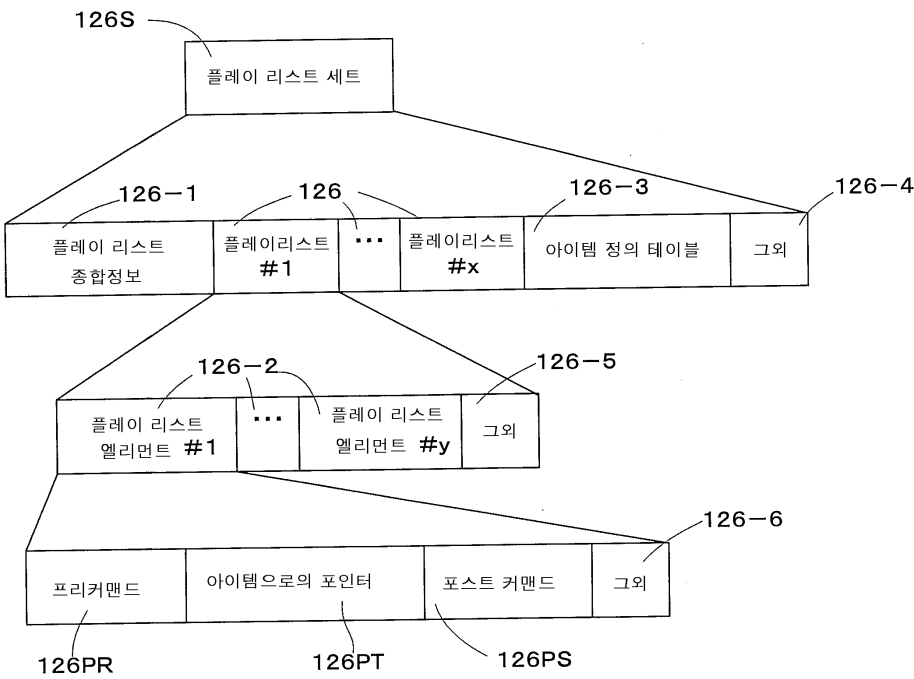 126S
플레이 리스트 세트
126-1
126
126-3
126-4
플레이 리스트
종합정보
플레이리스트
#1
...
플레이리스트
#x
아이템 정의 테이블
그외
126-2
126-5
플레이 리스트
엘리먼트 #1
...
플레이 리스트
엘리먼트 #y
그외
126-6
프리커맨드
아이템으로의 포인터
포스트 커맨드
그외
126PR
126PT
126PS